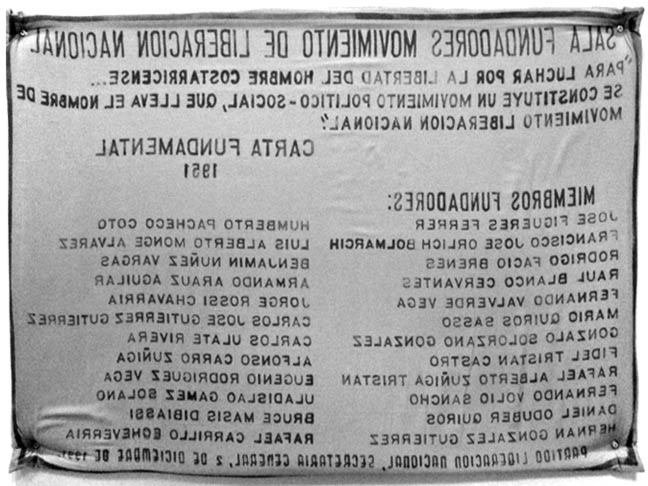 SALA FUNDADORES MOVIMIENTO DE LIBERACION NACIONAL
"PARA LUCHAR POR LA LIBERTAD DEL HOMBRE COSTARRICENSE...
SE CONSTITUYE UN MOVIMIENTO POLITICO-SOCIAL, QUE LLEVA EL NOMBRE DE
MOVIMIENTO LIBERACION NACIONAL."
CARTA FUNDAMENTAL
1951
MIEMBROS FUNDADORES:
JOSE FIGUERES FERRER
FRANCISCO JOSE ORLICH BOLMARCIH
RODRIGO FACIO BRENES
RAUL BLANCO CERVANTES
FERNANDO VALVERDE VEGA
MARIO QUIROS SASSO
GONZALO SOLORZANO GONZALEZ
FIDEL TRISTAN CASTRO
RAFAEL ALBERTO ZUÑIGA TRISTAN
FERNANDO VOLIO SANCHO
DANIEL ODUBER QUIROS
HERNAN GONZALEZ GUTIERREZ
HUMBERTO PACHECO COTO
LUIS ALBERTO MONGE ALVAREZ
BENJAMIN NUÑEZ VARGAS
ARMANDO ARAUZ AGUILAR
JORGE ROSSI CHAVARRIA
CARLOS JOSE GUTIERREZ GUTIERREZ
CARLOS ULATE RIVERA
ALFONSO CARRO ZUÑIGA
EUGENIO RODRIGUEZ VEGA
ULADISLAO GAMEZ SOLANO
BRUCE MASIS DIBIASSI
RAFAEL CARRILLO ECHEVERRIA
PARTIDO LIBERACION NACIONAL, SECRETARIA GENERAL, 2 DE DICIEMBRE DE